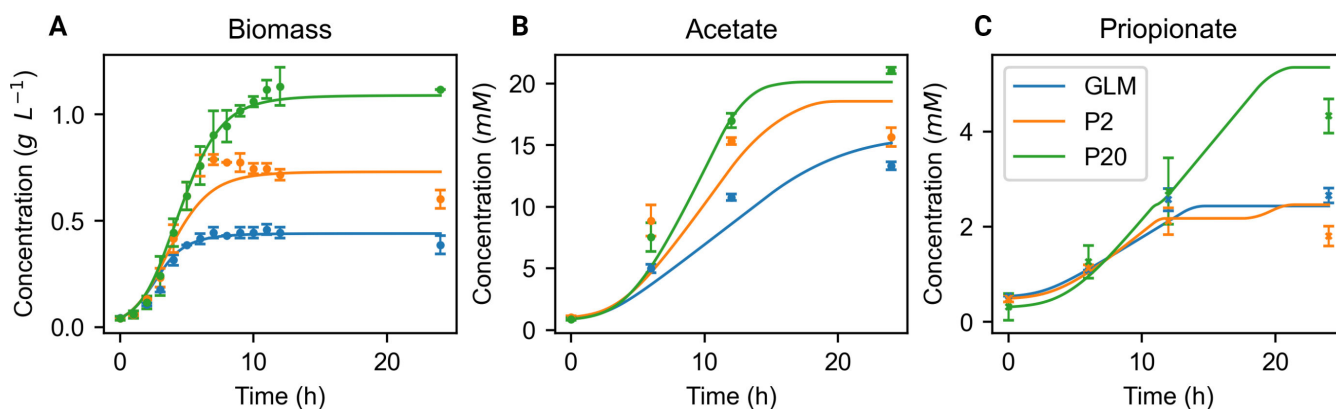 A Biomass
Concentration (g L⁻¹)
1.0
0.5
0.0
0 10 20
Time (h)
B Acetate
Concentration (mM)
20
15
10
5
0
0 10 20
Time (h)
C Priopionate
Concentration (mM)
4
2
0
GLM
P2
P20
0 10 20
Time (h)